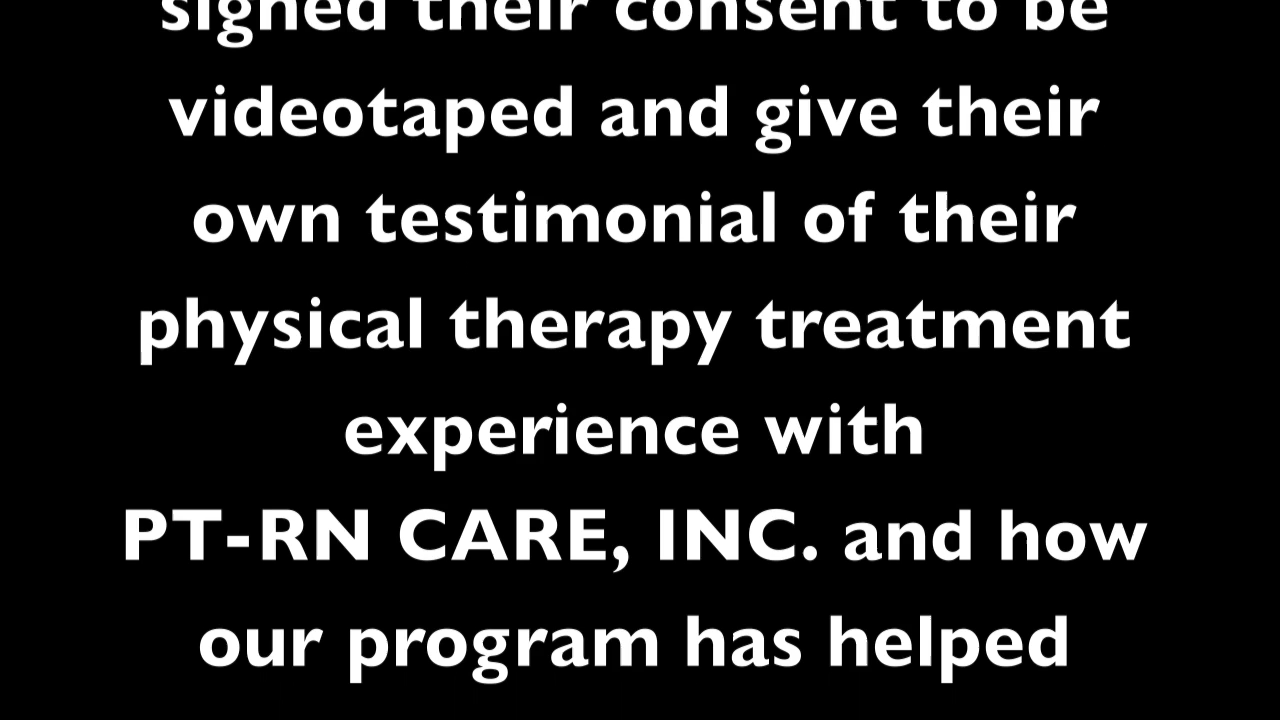 signed their consent to be
videotaped and give their
own testimonial of their
physical therapy treatment
experience with
PT-RN CARE, INC. and how
our program has helped